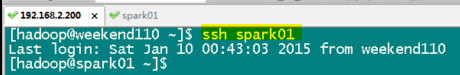 192.168.2.200 × spark01
[hadoop@weekend110 ~]$ ssh spark01
Last login: Sat Jan 10 00:43:03 2015 from weekend110
[hadoop@spark01 ~]$